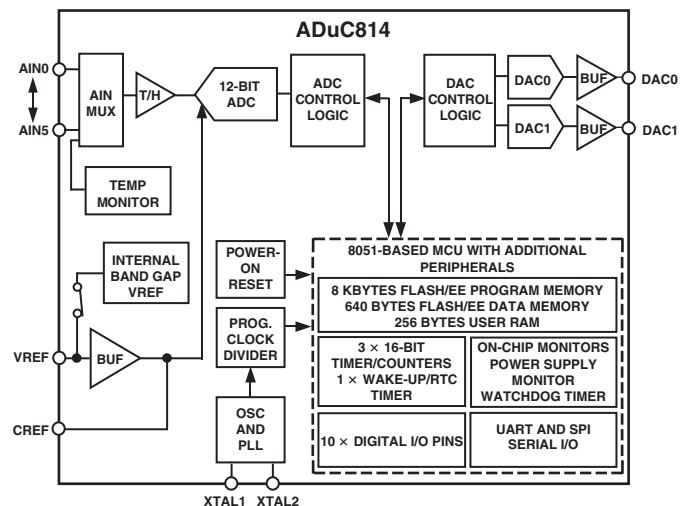 ADuC814
AIN0
AIN5
AIN
MUX
T/H
12-BIT
ADC
ADC
CONTROL
LOGIC
DAC
CONTROL
LOGIC
DAC0
BUF
DAC0
DAC1
BUF
DAC1
TEMP
MONITOR
INTERNAL
BAND GAP
VREF
POWER-
ON
RESET
PROG.
CLOCK
DIVIDER
VREF
BUF
CREF
OSC
AND
PLL
XTAL1
XTAL2
8051-BASED MCU WITH ADDITIONAL
PERIPHERALS
8 KBYTES FLASH/EE PROGRAM MEMORY
640 BYTES FLASH/EE DATA MEMORY
256 BYTES USER RAM
3 × 16-BIT
TIMER/COUNTERS
1 × WAKE-UP/RTC
TIMER
ON-CHIP MONITORS
POWER SUPPLY
MONITOR
WATCHDOG TIMER
10 × DIGITAL I/O PINS
UART AND SPI
SERIAL I/O